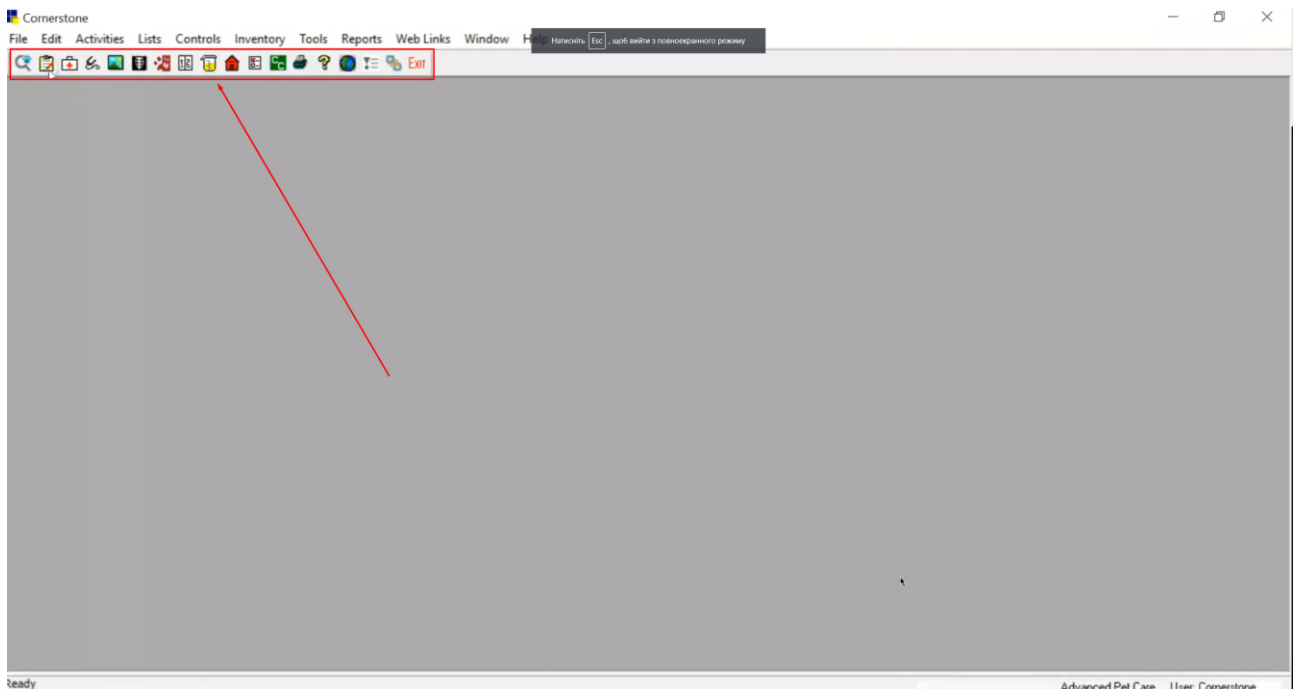 Cornerstone
File Edit Activities Lists Controls Inventory Tools Reports Web Links Window Help
Натисніть Esc , щоб вийти з повноекранного режиму
EXIT
Ready Advanced Pet Care User: Cornerstone